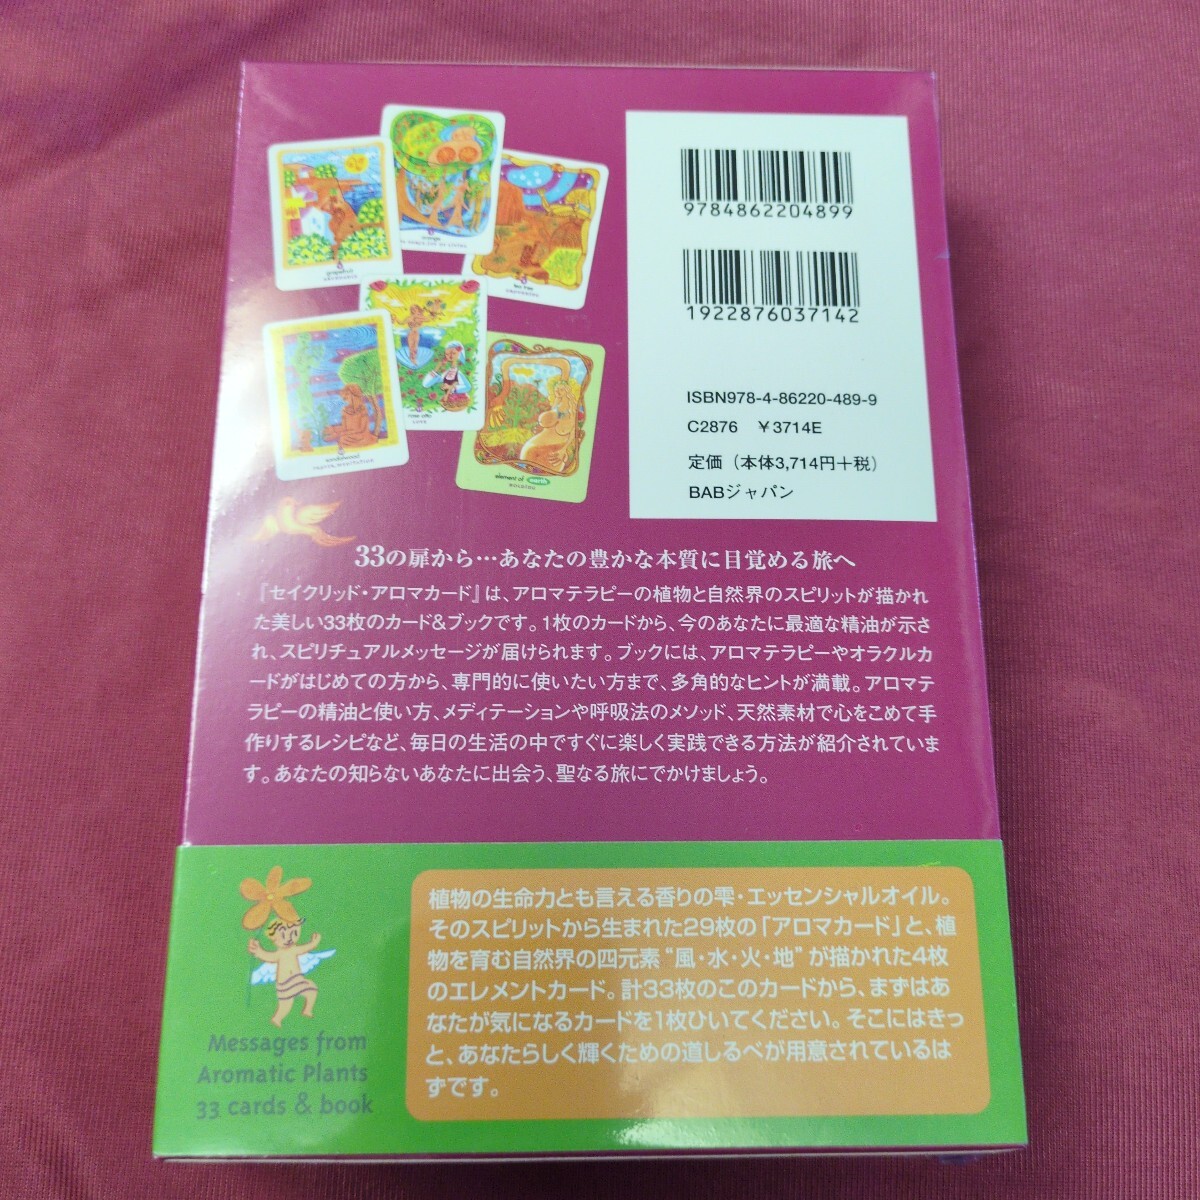 orange
grapefruit
tea tree
9784862204899
1922876037142
rose otto
LOVE
sandalwood
element of earth
ISBN978-4-86220-489-9
C2876 ¥3714E
定価(本体3,714円+税)
BABジャパン
33の扉から…あなたの豊かな本質に目覚める旅へ
『セイクリッド・アロマカード』は、アロマテラピーの植物と自然界のスピリットが描かれ
た美しい33枚のカード&ブックです。1枚のカードから、今のあなたに最適な精油が示さ
れ、スピリチュアルメッセージが届けられます。ブックには、アロマテラピーやオラクルカ
ードがはじめての方から、専門的に使いたい方まで、多角的なヒントが満載。アロマテ
ラピーの精油と使い方、メディテーションや呼吸法のメソッド、天然素材で心をこめて手
作りするレシピなど、毎日の生活の中ですぐに楽しく実践できる方法が紹介されていま
す。あなたの知らないあなたに出会う、聖なる旅にでかけましょう。
植物の生命力とも言える香りの雫・エッセンシャルオイル。
そのスピリットから生まれた29枚の「アロマカード」と、植
物を育む自然界の四元素“風・水・火・地”が描かれた4枚
のエレメントカード。計33枚のこのカードから、まずはあ
なたが気になるカードを1枚ひいてください。そこにはきっ
と、あなたらしく輝くための道しるべが用意されているは
ずです。
Messages from
Aromatic Plants
33 cards & book